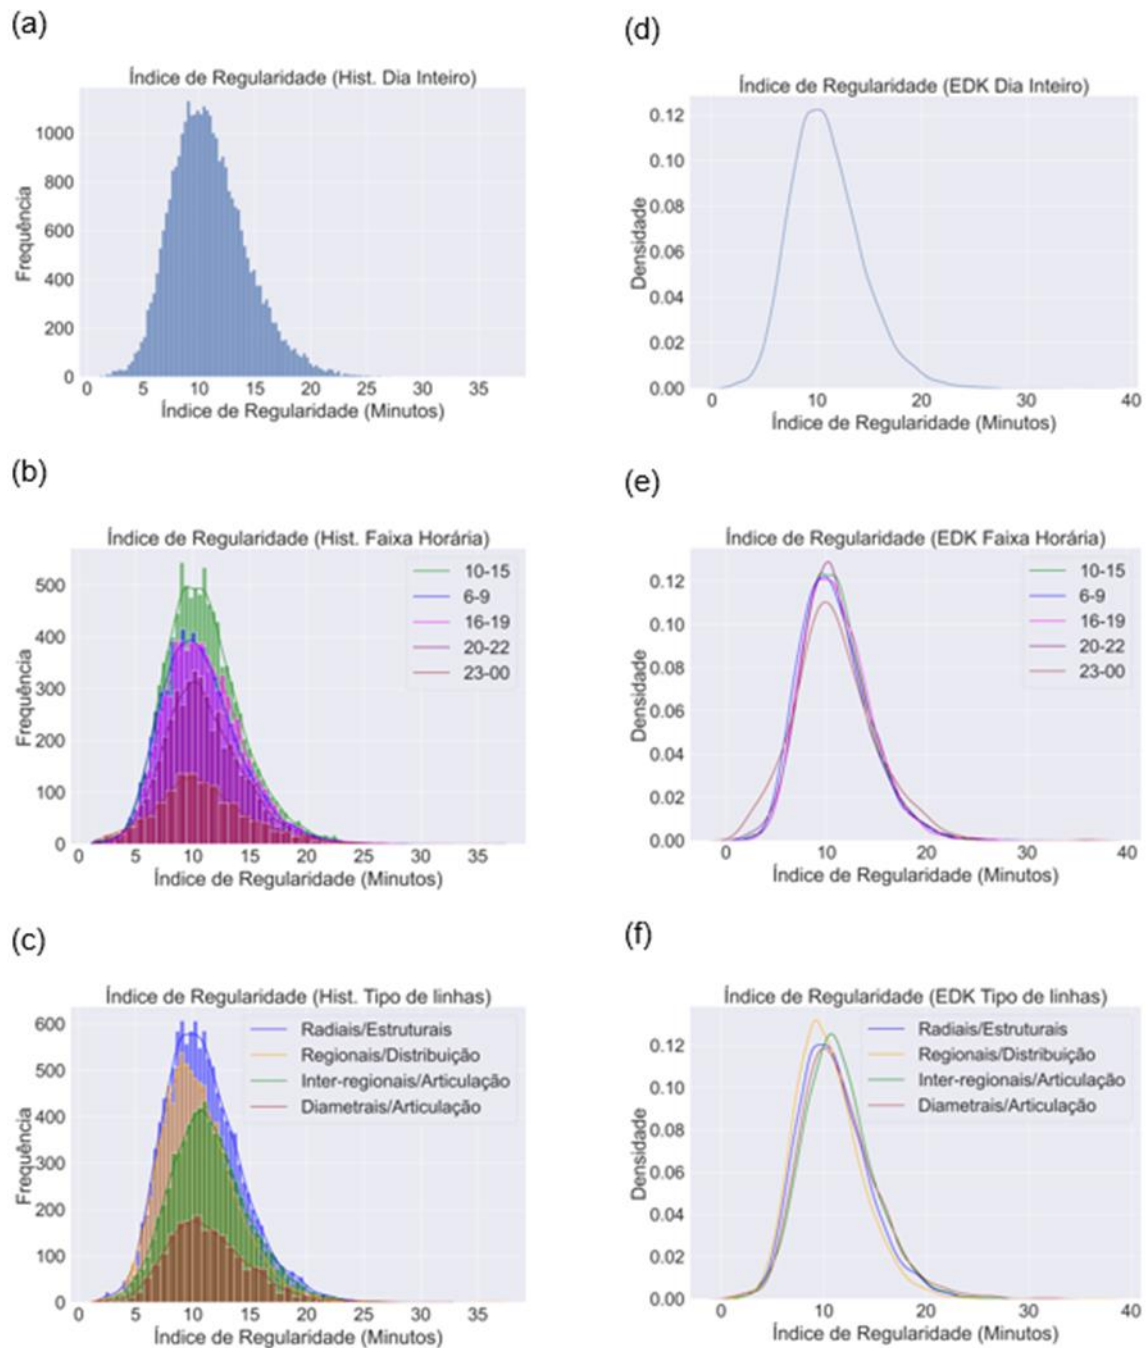 (a)
Índice de Regularidade (Hist. Dia Inteiro)
Frequência
1000
800
600
400
200
0
0 5 10 15 20 25 30 35
Índice de Regularidade (Minutos)
(d)
Índice de Regularidade (EDK Dia Inteiro)
Densidade
0.12
0.10
0.08
0.06
0.04
0.02
0.00
0 10 20 30 40
Índice de Regularidade (Minutos)
(b)
Índice de Regularidade (Hist. Faixa Horária)
Frequência
500
400
300
200
100
0
10-15
6-9
16-19
20-22
23-00
0 5 10 15 20 25 30 35
Índice de Regularidade (Minutos)
(e)
Índice de Regularidade (EDK Faixa Horária)
Densidade
0.12
0.10
0.08
0.06
0.04
0.02
0.00
10-15
6-9
16-19
20-22
23-00
0 10 20 30 40
Índice de Regularidade (Minutos)
(c)
Índice de Regularidade (Hist. Tipo de linhas)
Frequência
600
500
400
300
200
100
0
Radiais/Estruturais
Regionais/Distribuição
Inter-regionais/Articulação
Diametrais/Articulação
0 5 10 15 20 25 30 35
Índice de Regularidade (Minutos)
(f)
Índice de Regularidade (EDK Tipo de linhas)
Densidade
0.12
0.10
0.08
0.06
0.04
0.02
0.00
Radiais/Estruturais
Regionais/Distribuição
Inter-regionais/Articulação
Diametrais/Articulação
0 10 20 30 40
Índice de Regularidade (Minutos)